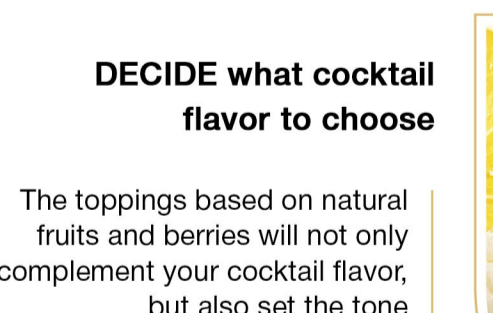 DECIDE what cocktail
flavor to choose
The toppings based on natural
fruits and berries will not only
complement your cocktail flavor,
but also set the tone